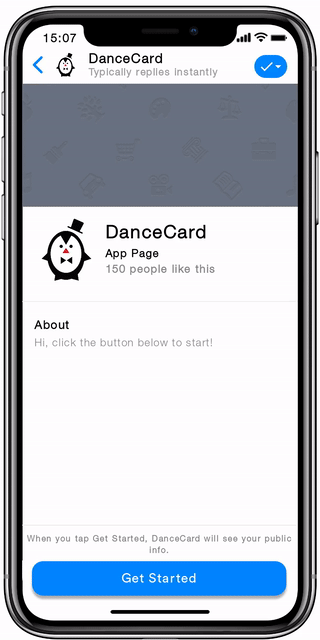 15:07
DanceCard
Typically replies instantly
DanceCard
App Page
150 people like this
About
Hi, click the button below to start!
When you tap Get Started, DanceCard will see your public
info.
Get Started